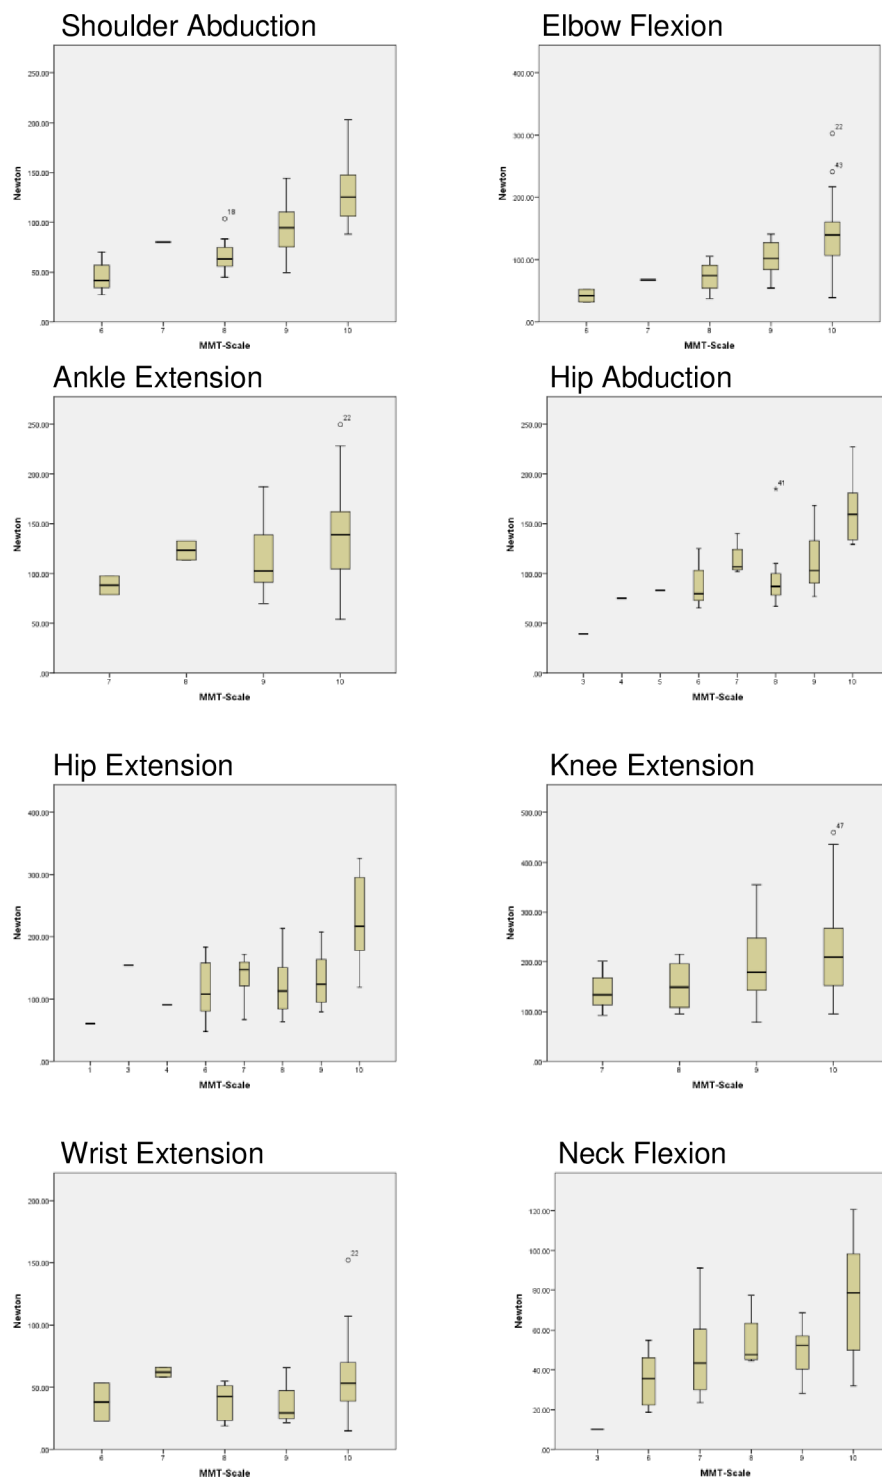 Shoulder Abduction
250.00
200.00
150.00
100.00
50.00
.00
Newton
18
6 7 8 9 10
MMT-Scale
Elbow Flexion
400.00
300.00
200.00
100.00
.00
Newton
22
43
6 7 8 9 10
MMT-Scale
Ankle Extension
250.00
200.00
150.00
100.00
50.00
.00
Newton
22
7 8 9 10
MMT-Scale
Hip Abduction
250.00
200.00
150.00
100.00
50.00
.00
Newton
41
3 4 5 6 7 8 9 10
MMT-Scale
Hip Extension
400.00
300.00
200.00
100.00
.00
Newton
1 3 4 6 7 8 9 10
MMT-Scale
Knee Extension
500.00
400.00
300.00
200.00
100.00
.00
Newton
47
7 8 9 10
MMT-Scale
Wrist Extension
200.00
150.00
100.00
50.00
.00
Newton
22
6 7 8 9 10
MMT-Scale
Neck Flexion
120.00
100.00
80.00
60.00
40.00
20.00
.00
Newton
3 6 7 8 9 10
MMT-Scale